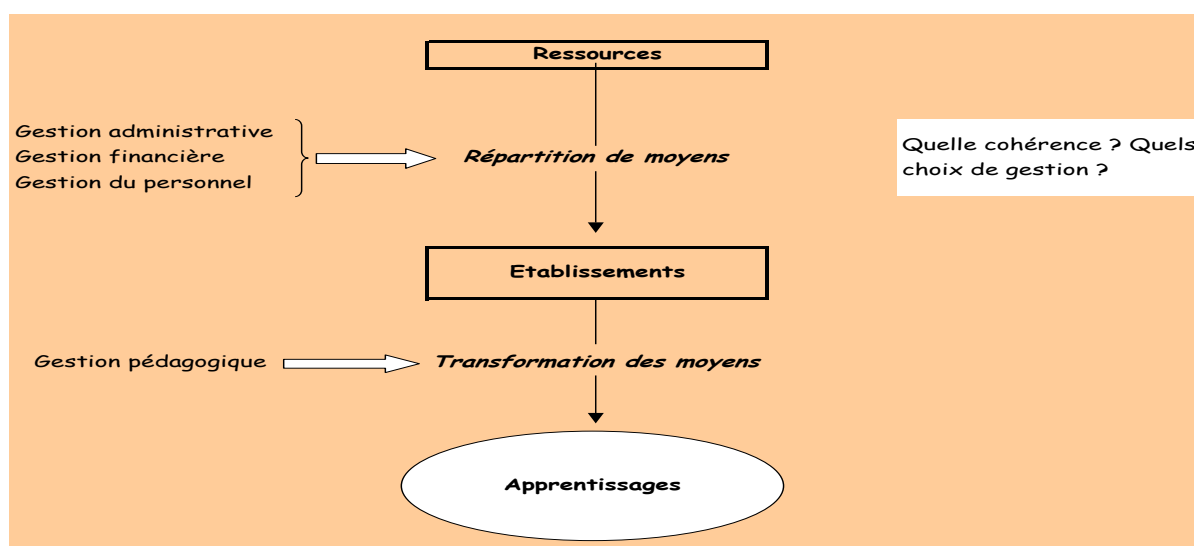 Ressources
Gestion administrative
Gestion financière
Gestion du personnel
Répartition de moyens
Quelle cohérence ? Quels
choix de gestion ?
Etablissements
Gestion pédagogique
Transformation des moyens
Apprentissages